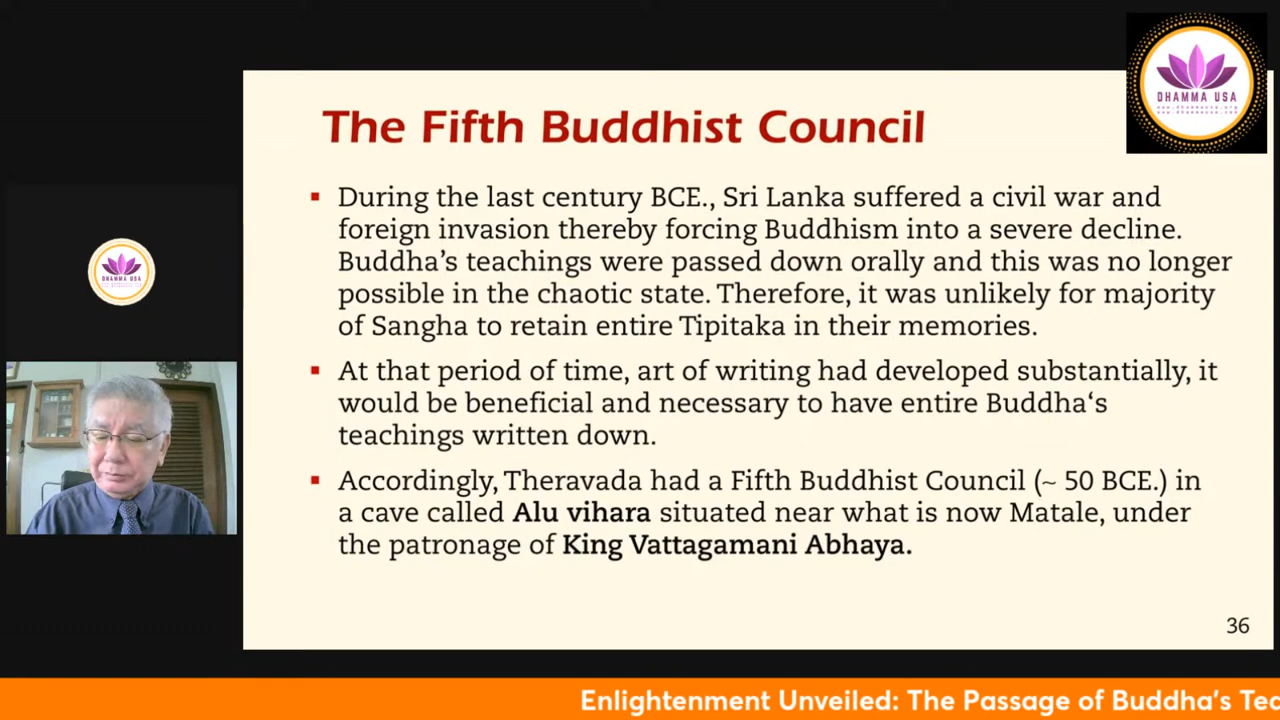 The Fifth Buddhist Council
▪ During the last century BCE., Sri Lanka suffered a civil war and
foreign invasion thereby forcing Buddhism into a severe decline.
Buddha's teachings were passed down orally and this was no longer
possible in the chaotic state. Therefore, it was unlikely for majority
of Sangha to retain entire Tipitaka in their memories.
▪ At that period of time, art of writing had developed substantially, it
would be beneficial and necessary to have entire Buddha‘s
teachings written down.
▪ Accordingly, Theravada had a Fifth Buddhist Council (~ 50 BCE.) in
a cave called Alu vihara situated near what is now Matale, under
the patronage of King Vattagamani Abhaya.
36
DHAMMA USA
DHAMMA USA
Enlightenment Unveiled: The Passage of Buddha's Tea